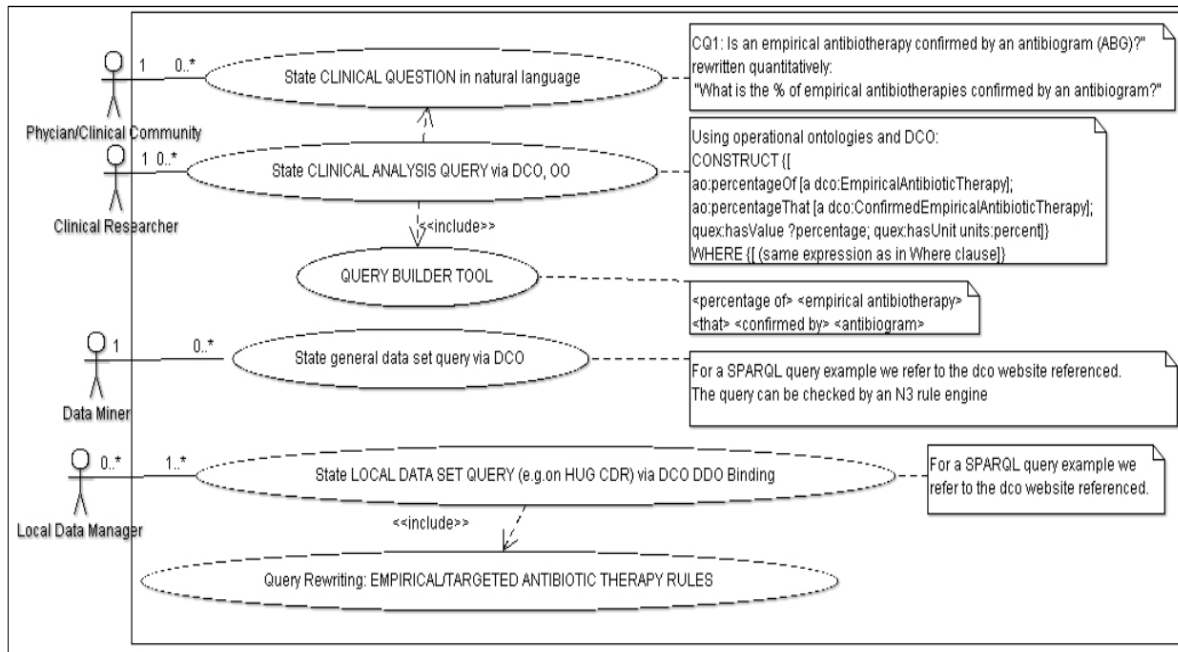 CQ1: Is an empirical antibiotherapy confirmed by an antibiogram (ABG)?"
rewritten quantitatively:
"What is the % of empirical antibiotherapies confirmed by an antibiogram?"
1
0..*
State CLINICAL QUESTION in natural language
Phycian/Clinical Community
Using operational ontologies and DCO:
CONSTRUCT {[
ao:percentageOf [a dco:EmpiricalAntibioticTherapy];
ao:percentageThat [a dco:ConfirmedEmpiricalAntibioticTherapy];
quex:hasValue ?percentage; quex:hasUnit units:percent]}
WHERE {[ (same expression as in Where clause]}
1 0..*
State CLINICAL ANALYSIS QUERY via DCO, OO
Clinical Researcher
<<include>>
QUERY BUILDER TOOL
<percentage of> <empirical antibiotherapy>
<that> <confirmed by> <antibiogram>
1
0..*
State general data set query via DCO
Data Miner
For a SPARQL query example we refer to the dco website referenced.
The query can be checked by an N3 rule engine
0..*
1..*
State LOCAL DATA SET QUERY (e.g.on HUG CDR) via DCO DDO Binding
Local Data Manager
For a SPARQL query example we
refer to the dco website referenced.
<<include>>
Query Rewriting: EMPIRICAL/TARGETED ANTIBIOTIC THERAPY RULES